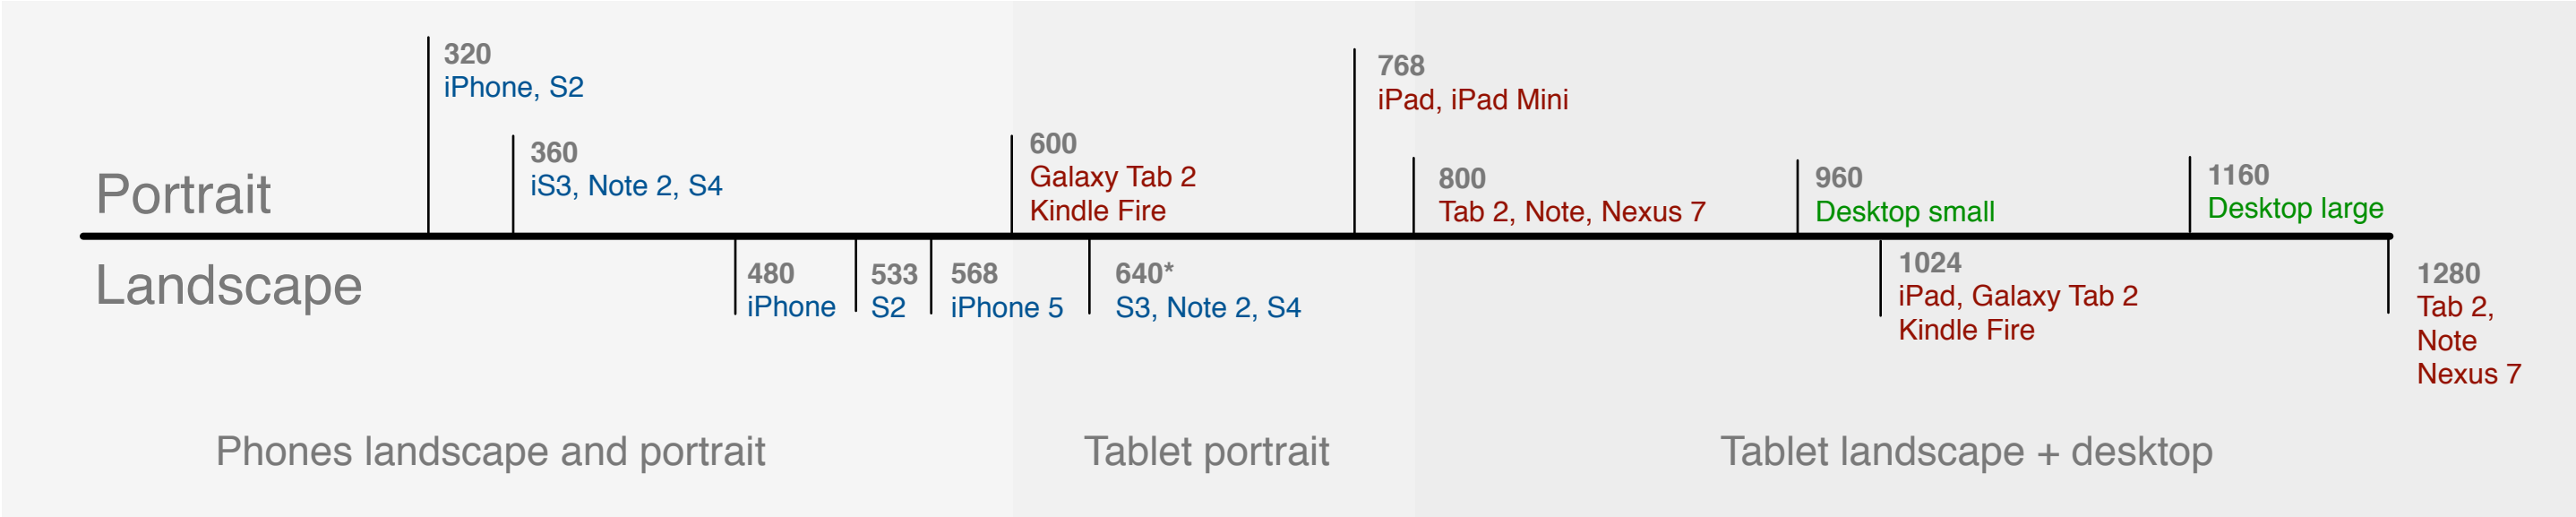 320
iPhone, S2
360
iS3, Note 2, S4
600
Galaxy Tab 2
Kindle Fire
768
iPad, iPad Mini
800
Tab 2, Note, Nexus 7
960
Desktop small
1160
Desktop large
Portrait
Landscape
480
iPhone
533
S2
568
iPhone 5
640*
S3, Note 2, S4
1024
iPad, Galaxy Tab 2
Kindle Fire
1280
Tab 2,
Note
Nexus 7
Phones landscape and portrait
Tablet portrait
Tablet landscape + desktop